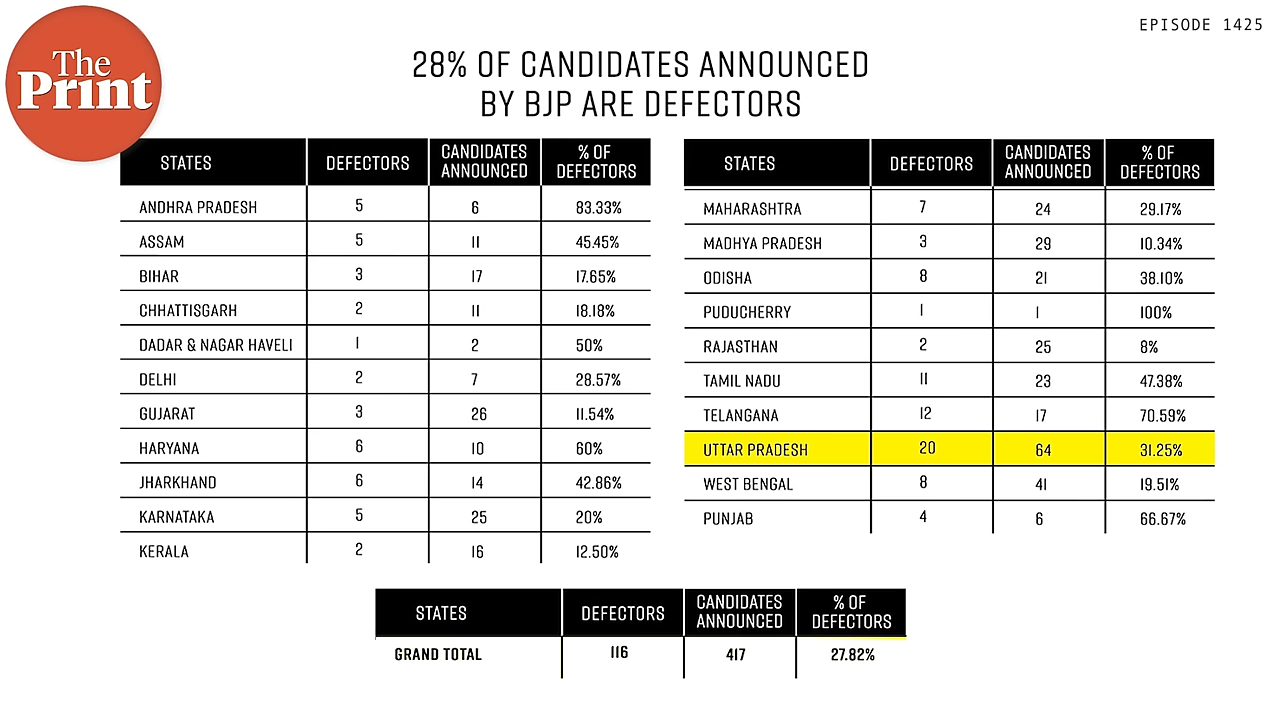 The
Print
EPISODE 1425
28% OF CANDIDATES ANNOUNCED
BY BJP ARE DEFECTORS
STATES DEFECTORS CANDIDATES ANNOUNCED % OF DEFECTORS
ANDHRA PRADESH 5 6 83.33%
ASSAM 5 11 45.45%
BIHAR 3 17 17.65%
CHHATTISGARH 2 11 18.18%
DADAR & NAGAR HAVELI 1 2 50%
DELHI 2 7 28.57%
GUJARAT 3 26 11.54%
HARYANA 6 10 60%
JHARKHAND 6 14 42.86%
KARNATAKA 5 25 20%
KERALA 2 16 12.50%
STATES DEFECTORS CANDIDATES ANNOUNCED % OF DEFECTORS
MAHARASHTRA 7 24 29.17%
MADHYA PRADESH 3 29 10.34%
ODISHA 8 21 38.10%
PUDUCHERRY 1 1 100%
RAJASTHAN 2 25 8%
TAMIL NADU 11 23 47.38%
TELANGANA 12 17 70.59%
UTTAR PRADESH 20 64 31.25%
WEST BENGAL 8 41 19.51%
PUNJAB 4 6 66.67%
STATES DEFECTORS CANDIDATES ANNOUNCED % OF DEFECTORS
GRAND TOTAL 116 417 27.82%